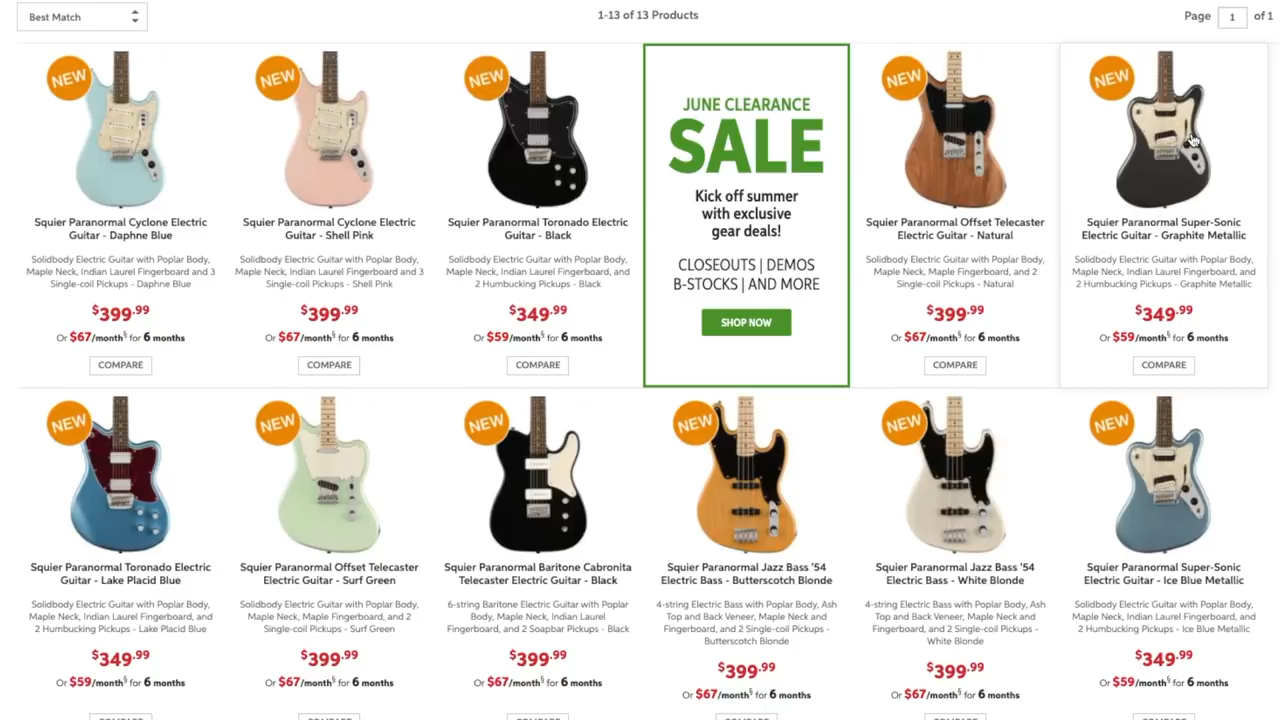 Best Match
1-13 of 13 Products
Page 1 of 1
NEW
Squier Paranormal Cyclone Electric
Guitar - Daphne Blue
Solidbody Electric Guitar with Poplar Body,
Maple Neck, Indian Laurel Fingerboard and 3
Single-coil Pickups - Daphne Blue
$399.99
Or $67/month§ for 6 months
COMPARE
NEW
Squier Paranormal Cyclone Electric
Guitar - Shell Pink
Solidbody Electric Guitar with Poplar Body,
Maple Neck, Indian Laurel Fingerboard and 3
Single-coil Pickups - Shell Pink
$399.99
Or $67/month§ for 6 months
COMPARE
NEW
Squier Paranormal Toronado Electric
Guitar - Black
Solidbody Electric Guitar with Poplar Body,
Maple Neck, Indian Laurel Fingerboard, and
2 Humbucking Pickups - Black
$349.99
Or $59/month§ for 6 months
COMPARE
JUNE CLEARANCE
SALE
Kick off summer
with exclusive
gear deals!
CLOSEOUTS | DEMOS
B-STOCKS | AND MORE
SHOP NOW
NEW
Squier Paranormal Offset Telecaster
Electric Guitar - Natural
Solidbody Electric Guitar with Poplar Body,
Maple Neck, Maple Fingerboard, and 2
Single-coil Pickups - Natural
$399.99
Or $67/month§ for 6 months
COMPARE
NEW
Squier Paranormal Super-Sonic
Electric Guitar - Graphite Metallic
Solidbody Electric Guitar with Poplar Body,
Maple Neck, Indian Laurel Fingerboard, and
2 Humbucking Pickups - Graphite Metallic
$349.99
Or $59/month§ for 6 months
COMPARE
NEW
Squier Paranormal Toronado Electric
Guitar - Lake Placid Blue
Solidbody Electric Guitar with Poplar Body,
Maple Neck, Indian Laurel Fingerboard, and
2 Humbucking Pickups - Lake Placid Blue
$349.99
Or $59/month§ for 6 months
COMPARE
NEW
Squier Paranormal Offset Telecaster
Electric Guitar - Surf Green
Solidbody Electric Guitar with Poplar Body,
Maple Neck, Maple Fingerboard, and 2
Single-coil Pickups - Surf Green
$399.99
Or $67/month§ for 6 months
COMPARE
NEW
Squier Paranormal Baritone Cabronita
Telecaster Electric Guitar - Black
6-string Baritone Electric Guitar with Poplar
Body, Maple Neck, Indian Laurel
Fingerboard, and 2 Soapbar Pickups - Black
$399.99
Or $67/month§ for 6 months
COMPARE
NEW
Squier Paranormal Jazz Bass '54
Electric Bass - Butterscotch Blonde
4-string Electric Bass with Poplar Body, Ash
Top and Back Veneer, Maple Neck and
Fingerboard, and 2 Single-coil Pickups -
Butterscotch Blonde
$399.99
Or $67/month§ for 6 months
COMPARE
NEW
Squier Paranormal Jazz Bass '54
Electric Bass - White Blonde
4-string Electric Bass with Poplar Body, Ash
Top and Back Veneer, Maple Neck and
Fingerboard, and 2 Single-coil Pickups -
White Blonde
$399.99
Or $67/month§ for 6 months
COMPARE
NEW
Squier Paranormal Super-Sonic
Electric Guitar - Ice Blue Metallic
Solidbody Electric Guitar with Poplar Body,
Maple Neck, Indian Laurel Fingerboard, and
2 Humbucking Pickups - Ice Blue Metallic
$349.99
Or $59/month§ for 6 months
COMPARE